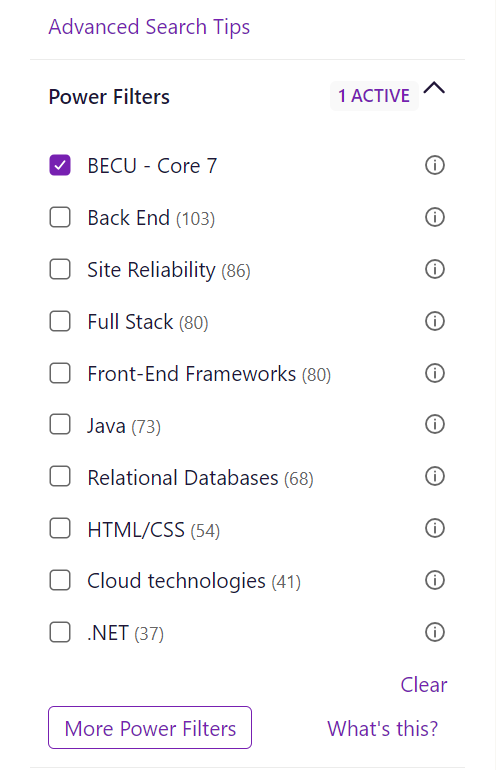 Advanced Search Tips
Power Filters 1 ACTIVE
BECU - Core 7
Back End (103)
Site Reliability (86)
Full Stack (80)
Front-End Frameworks (80)
Java (73)
Relational Databases (68)
HTML/CSS (54)
Cloud technologies (41)
.NET (37)
Clear
More Power Filters What's this?